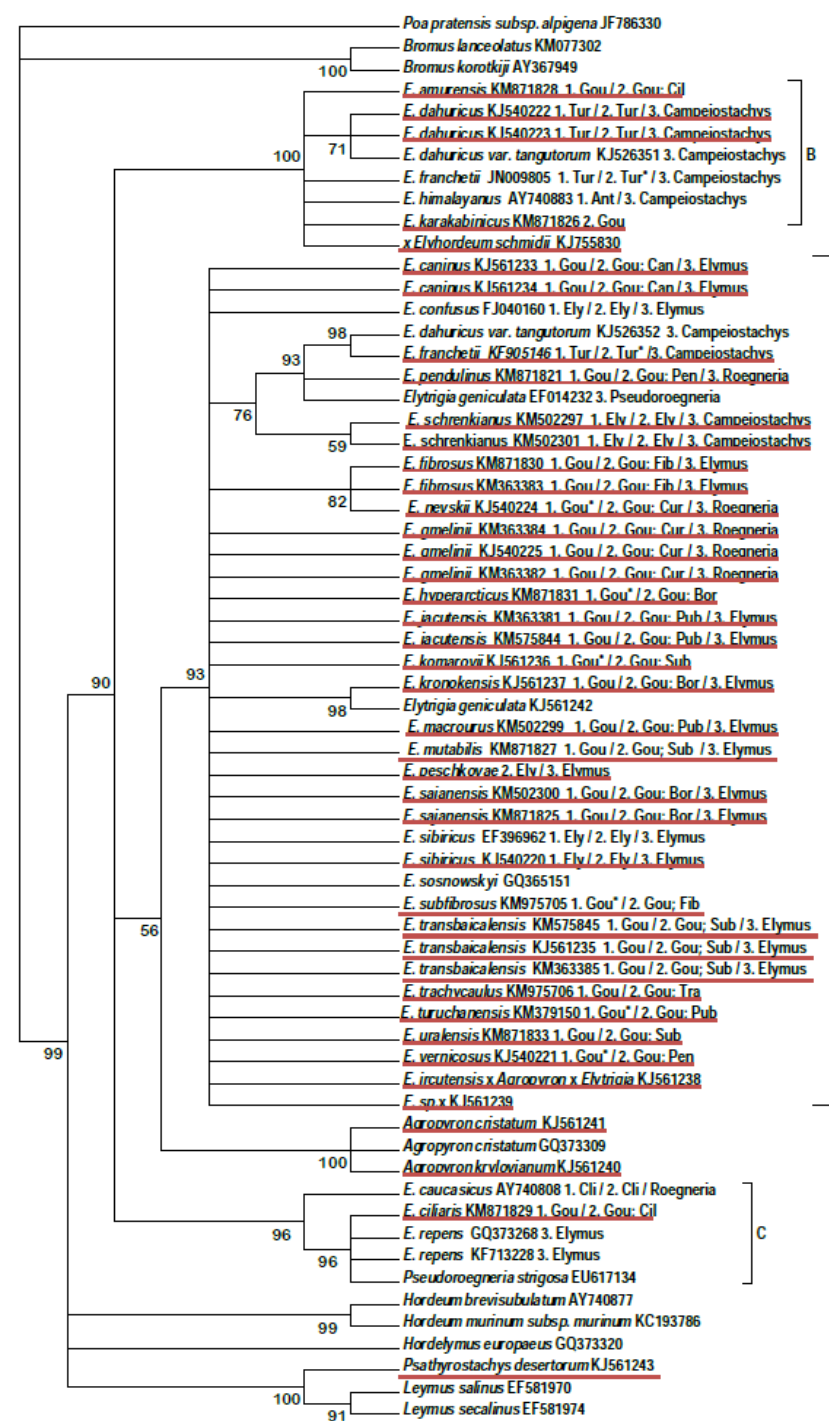 Poa pratensis subsp. alpigena JF786330
Bromus lanceolatus KM077302
Bromus korotkiji AY367949
100
E. amurensis KM871828 1. Gou / 2. Gou; Cil
E. dahuricus KJ540222 1. Tur / 2. Tur / 3. Campeiostachys
E. dahuricus KJ540223 1. Tur / 2. Tur / 3. Campeiostachys
71
E. dahuricus var. tangutorum KJ526351 3. Campeiostachys
B
100
E. franchetii JN009805 1. Tur / 2. Tur* / 3. Campeiostachys
E. himalayanus AY740883 1. Ant / 3. Campeiostachys
E. karakabinicus KM871826 2. Gou
x Elyhordeum schmidii KJ755830
E. caninus KJ561233 1. Gou / 2. Gou; Can / 3. Elymus
E. caninus KJ561234 1. Gou / 2. Gou; Can / 3. Elymus
E. confusus FJ040160 1. Ely / 2. Ely / 3. Elymus
98
E. dahuricus var. tangutorum KJ526352 3. Campeiostachys
93
E. franchetii KF905146 1. Tur / 2. Tur* /3. Campeiostachys
E. pendulinus KM871821 1. Gou / 2. Gou; Pen / 3. Roegneria
Elytrigia geniculata EF014232 3. Pseudoroegneria
76
E. schrenkianus KM502297 1. Ely / 2. Ely / 3. Campeiostachys
59
E. schrenkianus KM502301 1. Ely / 2. Ely / 3. Campeiostachys
E. fibrosus KM871830 1. Gou / 2. Gou; Fib / 3. Elymus
E. fibrosus KM363383 1. Gou / 2. Gou; Fib / 3. Elymus
82
E. nevskii KJ540224 1. Gou* / 2. Gou; Cur / 3. Roegneria
E. gmelinii KM363384 1. Gou / 2. Gou; Cur / 3. Roegneria
E. gmelinii KJ540225 1. Gou / 2. Gou; Cur / 3. Roegneria
E. gmelinii KM363382 1. Gou / 2. Gou; Cur / 3. Roegneria
E. hyperarcticus KM871831 1. Gou* / 2. Gou; Bor
E. jacutensis KM363381 1. Gou / 2. Gou; Pub / 3. Elymus
E. jacutensis KM575844 1. Gou / 2. Gou; Pub / 3. Elymus
E. komarovii KJ561236 1. Gou* / 2. Gou; Sub
93
90
E. kronokensis KJ561237 1. Gou / 2. Gou; Bor / 3. Elymus
98
Elytrigia geniculata KJ561242
E. macrourus KM502299 1. Gou / 2. Gou; Pub / 3. Elymus
E. mutabilis KM871827 1. Gou / 2. Gou; Sub / 3. Elymus
E. peschkovae 2. Ely / 3. Elymus
E. sajanensis KM502300 1. Gou / 2. Gou; Bor / 3. Elymus
E. sajanensis KM871825 1. Gou / 2. Gou; Bor / 3. Elymus
E. sibiricus EF396962 1. Ely / 2. Ely / 3. Elymus
E. sibiricus KJ540220 1. Ely / 2. Ely / 3. Elymus
E. sosnowskyi GQ365151
E. subfibrosus KM975705 1. Gou* / 2. Gou; Fib
56
E. transbaicalensis KM575845 1. Gou / 2. Gou; Sub / 3. Elymus
E. transbaicalensis KJ561235 1. Gou / 2. Gou; Sub / 3. Elymus
E. transbaicalensis KM363385 1. Gou / 2. Gou; Sub / 3. Elymus
E. trachycaulus KM975706 1. Gou / 2. Gou; Tra
E. turuchanensis KM379150 1. Gou* / 2. Gou; Pub
E. uralensis KM871833 1. Gou / 2. Gou; Sub
99
E. vernicosus KJ540221 1. Gou* / 2. Gou; Pen
E. ircutensis x Agropyron x Elytrigia KJ561238
E. sp x KJ561239
Agropyron cristatum KJ561241
Agropyron cristatum GQ373309
100
Agropyron krylovianum KJ561240
E. caucasicus AY740808 1. Cli / 2. Cli / Roegneria
E. ciliaris KM871829 1. Gou / 2. Gou; Cil
96
E. repens GQ373268 3. Elymus
C
96
E. repens KF713228 3. Elymus
Pseudoroegneria strigosa EU617134
Hordeum brevisubulatum AY740877
99
Hordeum murinum subsp. murinum KC193786
Hordelymus europaeus GQ373320
Psathyrostachys desertorum KJ561243
100
Leymus salinus EF581970
91
Leymus secalinus EF581974